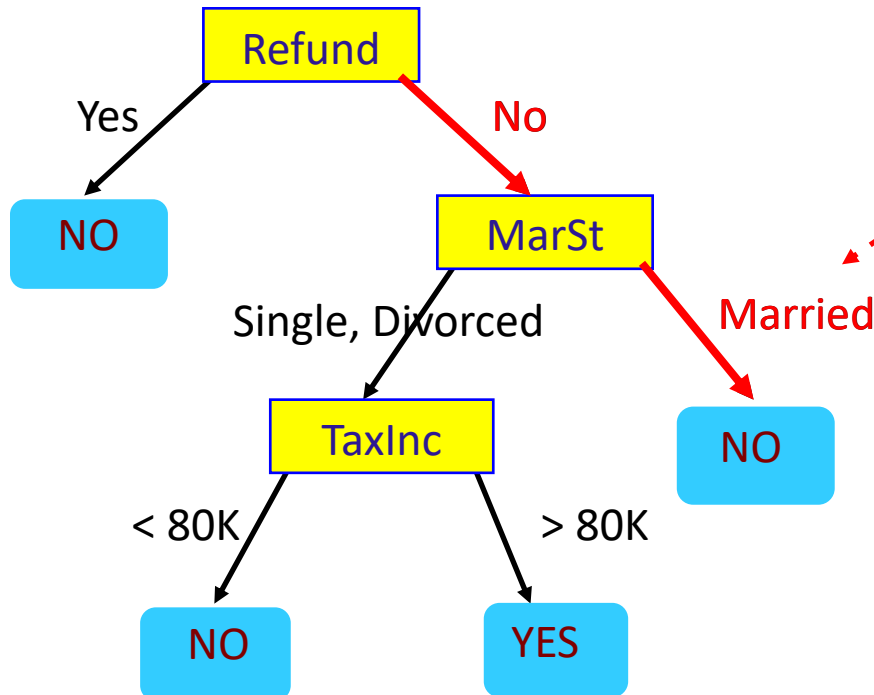 Refund
Yes
No
NO
MarSt
Single, Divorced
Married
TaxInc
NO
< 80K
> 80K
NO
YES